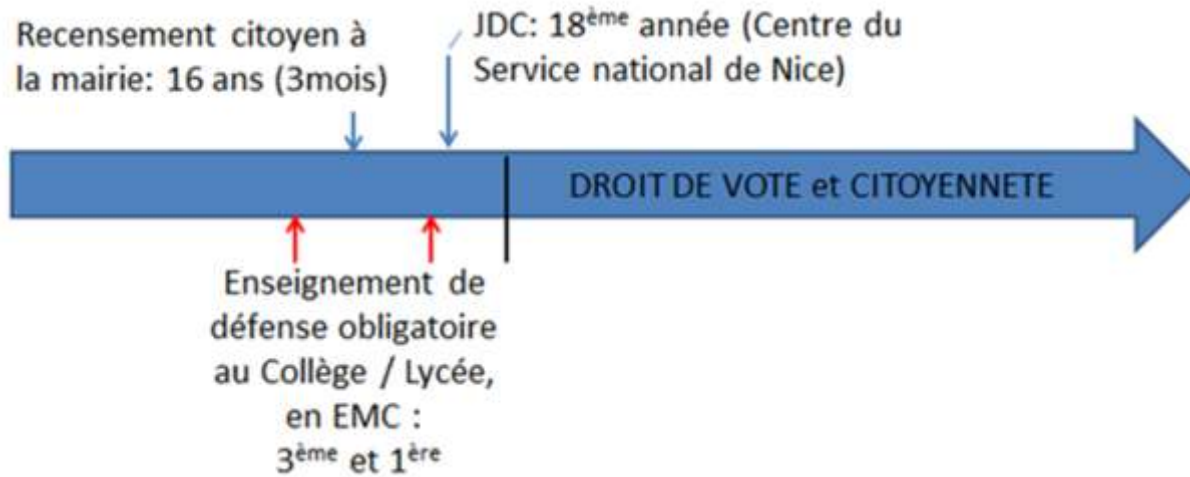 Recensement citoyen à
la mairie: 16 ans (3mois)
JDC: 18ème année (Centre du
Service national de Nice)
DROIT DE VOTE et CITOYENNETE
Enseignement de
défense obligatoire
au Collège / Lycée,
en EMC :
3ème et 1ère